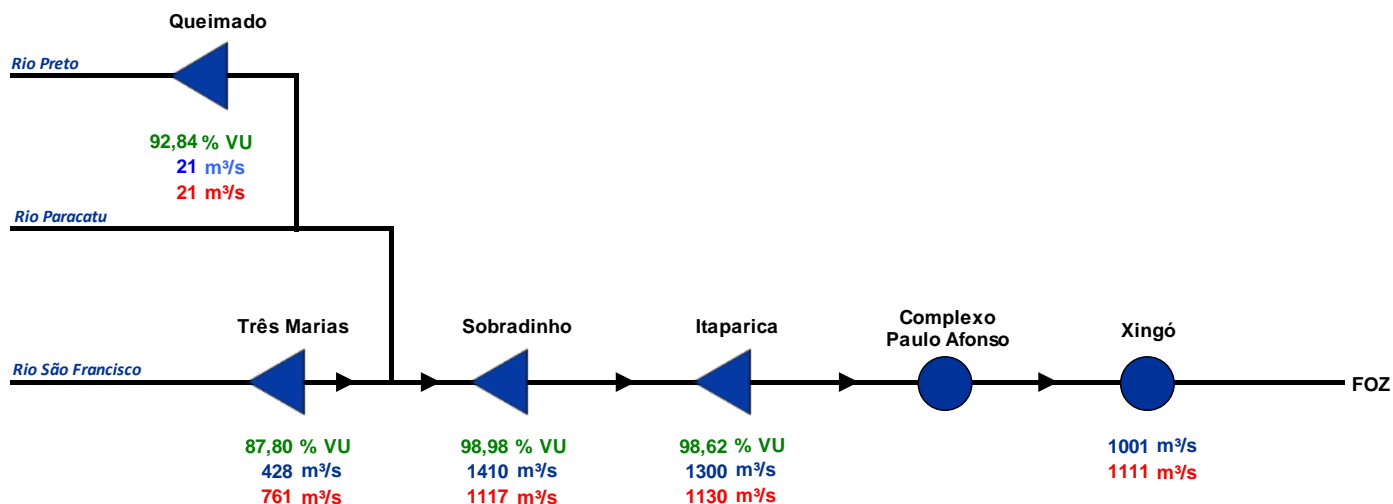 Queimado
Rio Preto
92,84 % VU
21 m³/s
21 m³/s
Rio Paracatu
Três Marias
Sobradinho
Itaparica
Complexo
Paulo Afonso
Xingó
Rio São Francisco
FOZ
87,80 % VU
428 m³/s
761 m³/s
98,98 % VU
1410 m³/s
1117 m³/s
98,62 % VU
1300 m³/s
1130 m³/s
1001 m³/s
1111 m³/s